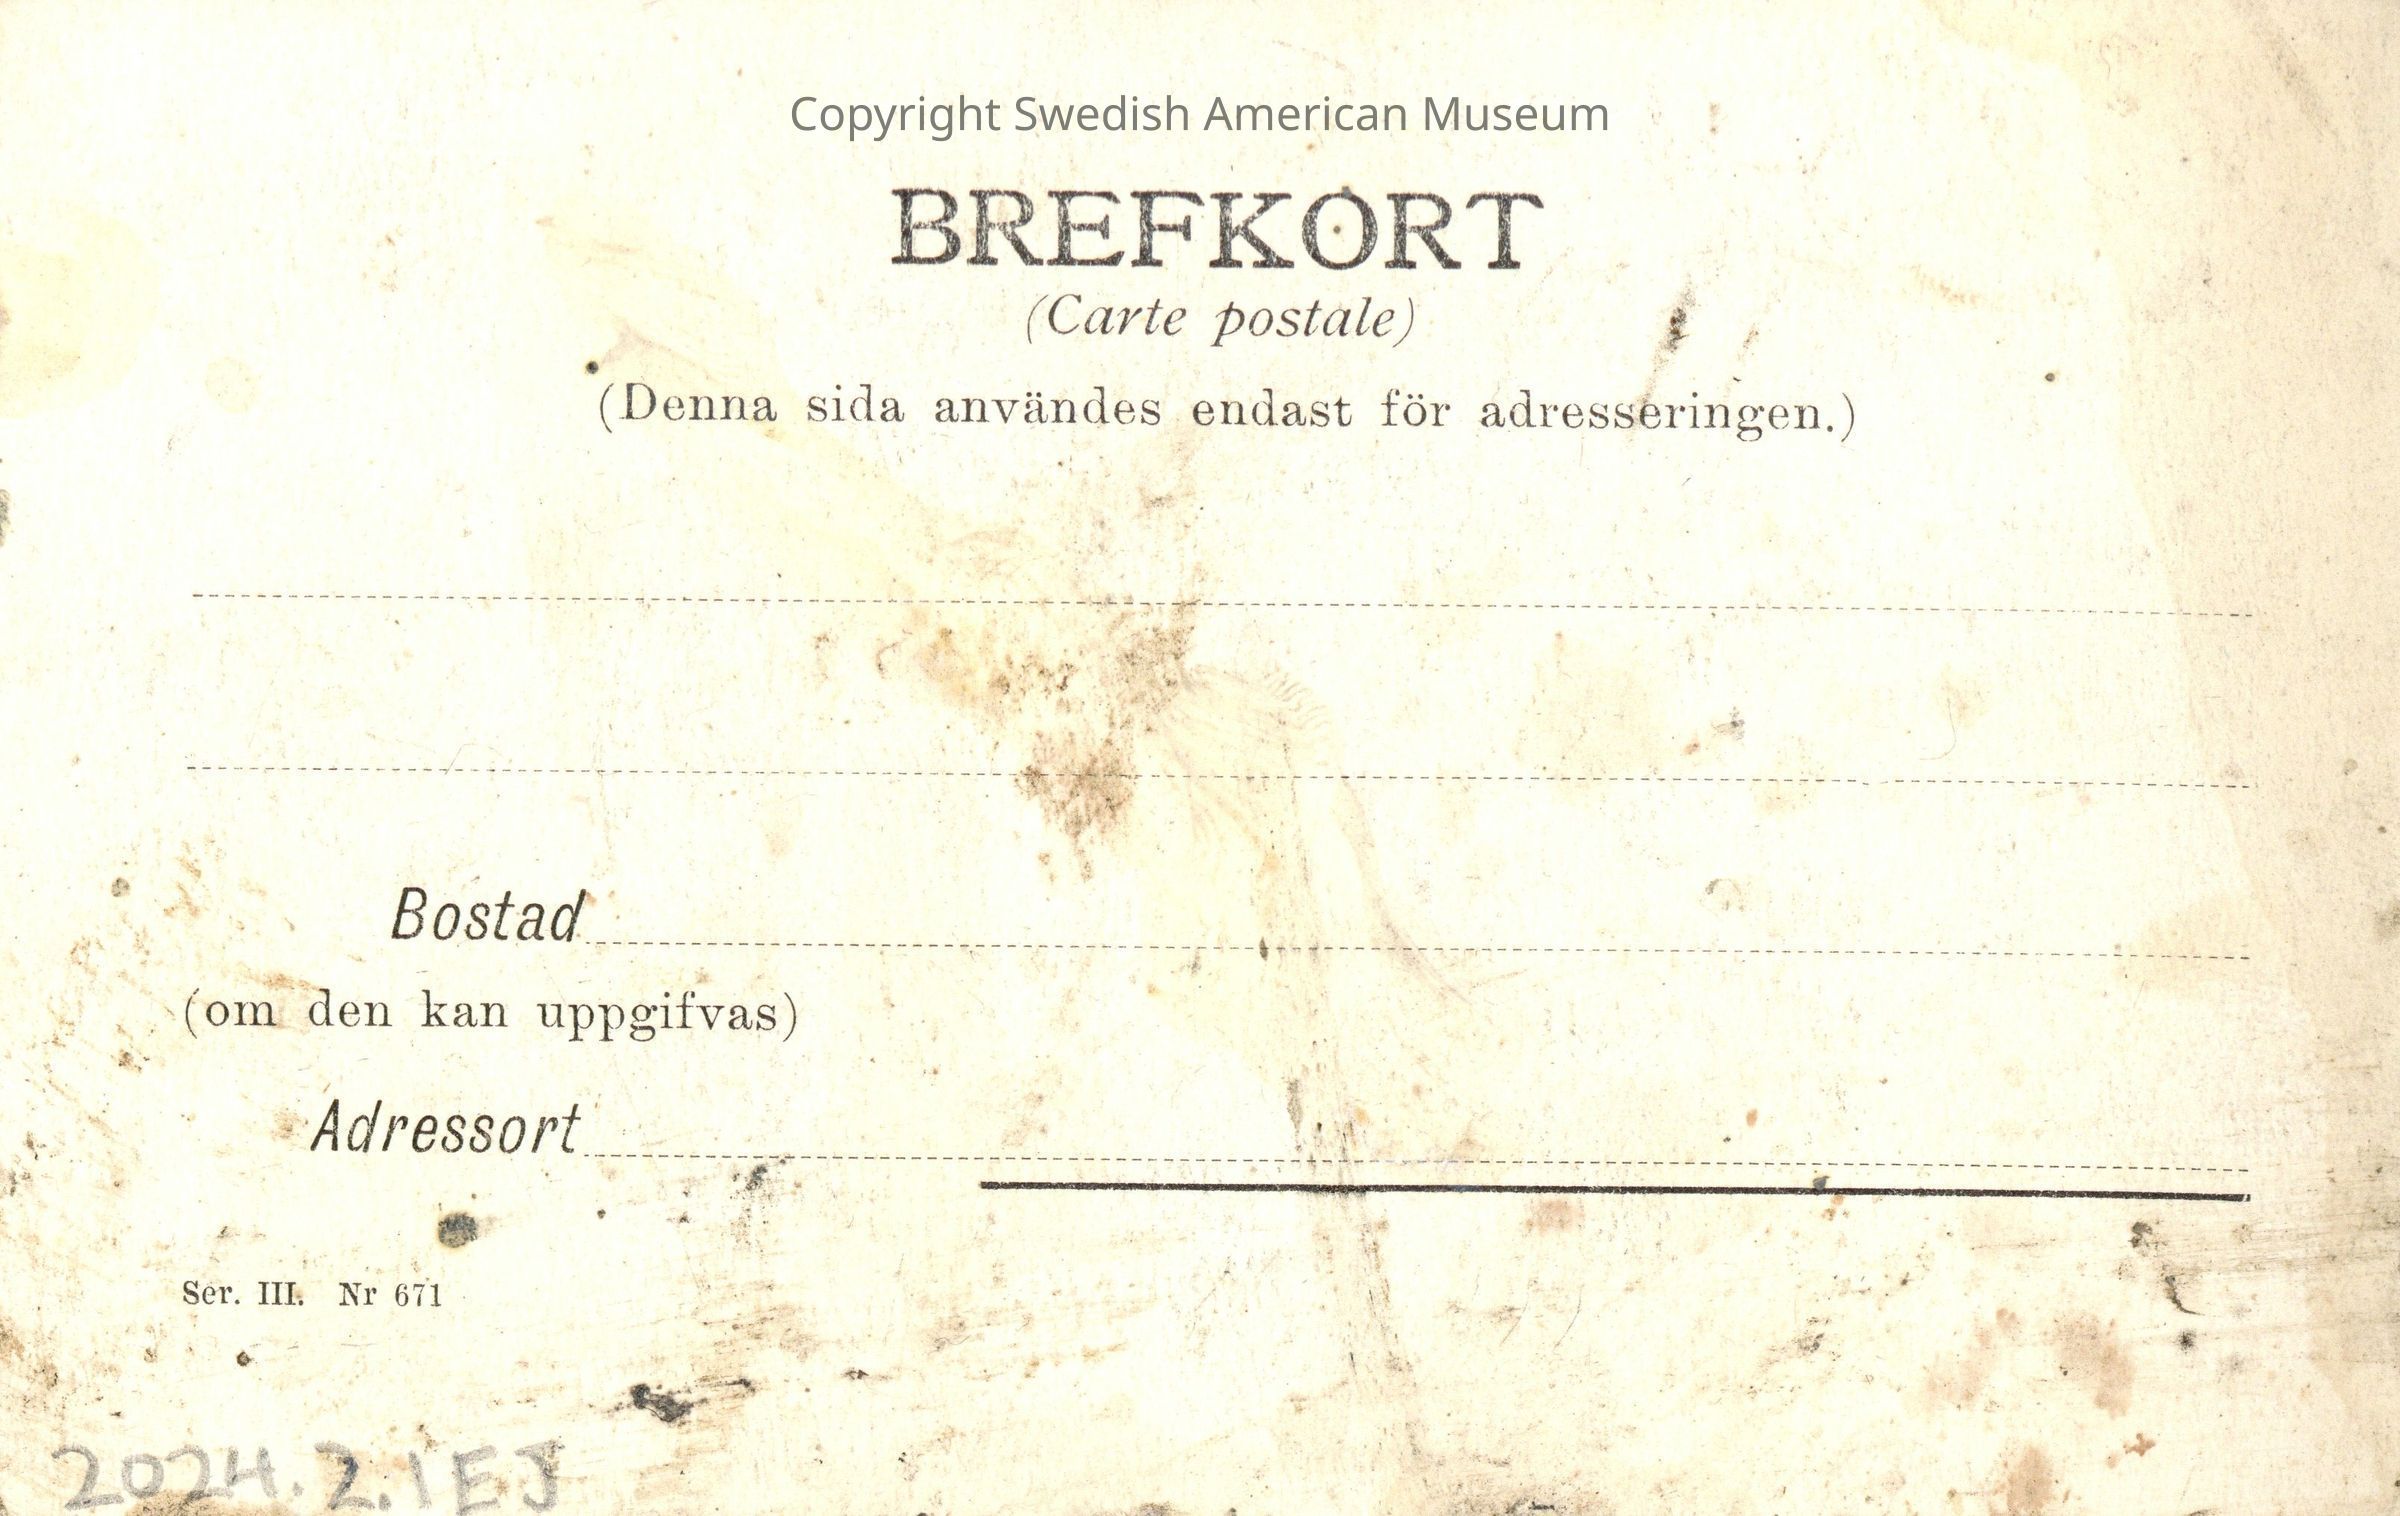 Copyright Swedish American Museum
BREFKORT
(Carte postale)
(Denna sida användes endast för adresseringen.)
Bostad
(om den kan uppgifvas)
Adressort
Ser. III. Nr 671
2024.2.1EJ